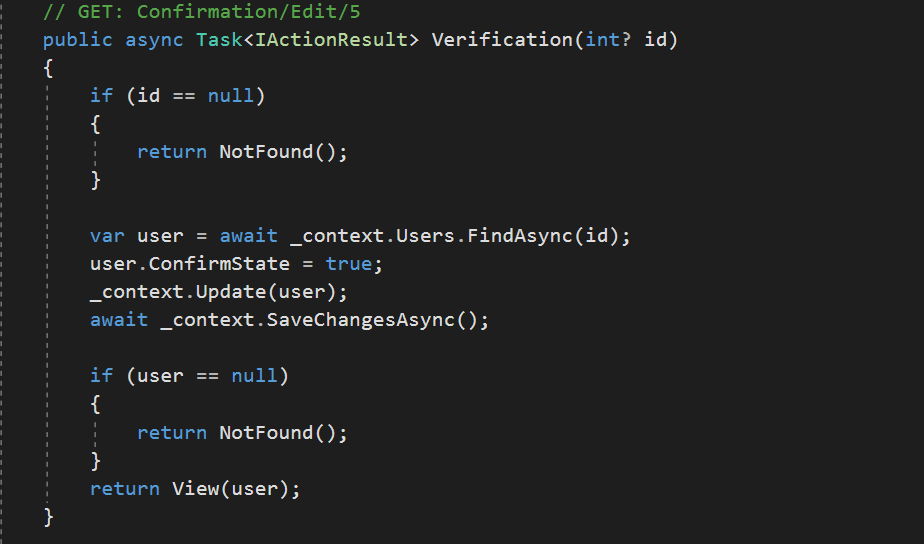 // GET: Confirmation/Edit/5
public async Task<IActionResult> Verification(int? id)
{
if (id == null)
{
return NotFound();
}
var user = await _context.Users.FindAsync(id);
user.ConfirmState = true;
_context.Update(user);
await _context.SaveChangesAsync();
if (user == null)
{
return NotFound();
}
return View(user);
}